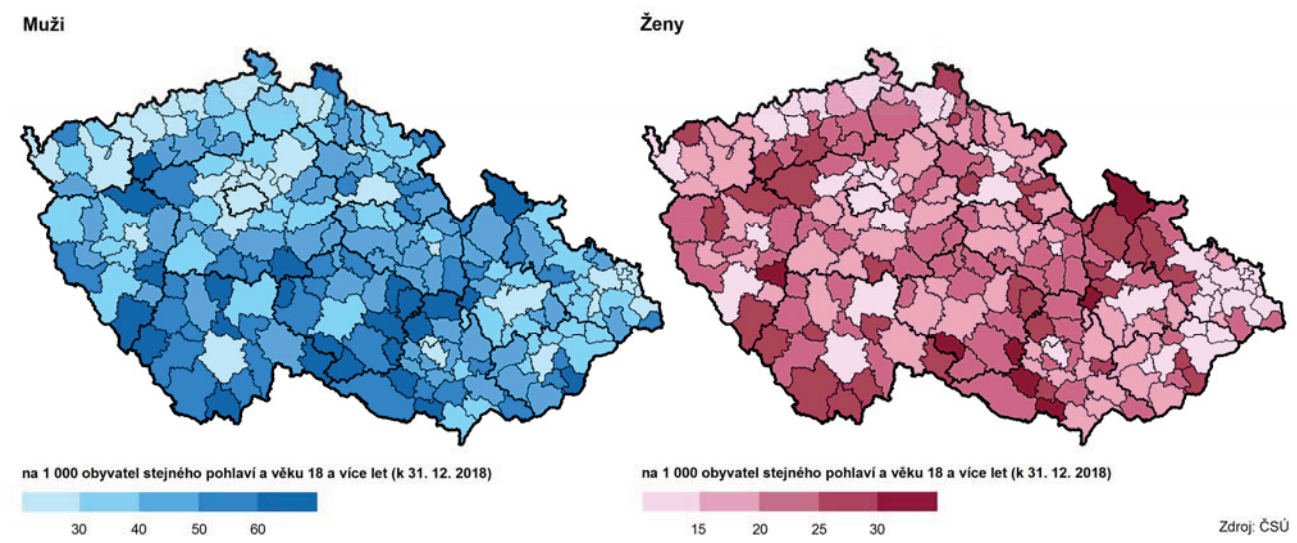 Muži
Ženy
na 1 000 obyvatel stejného pohlaví a věku 18 a více let (k 31. 12. 2018)
30 40 50 60
na 1 000 obyvatel stejného pohlaví a věku 18 a více let (k 31. 12. 2018)
15 20 25 30
Zdroj: ČSÚ